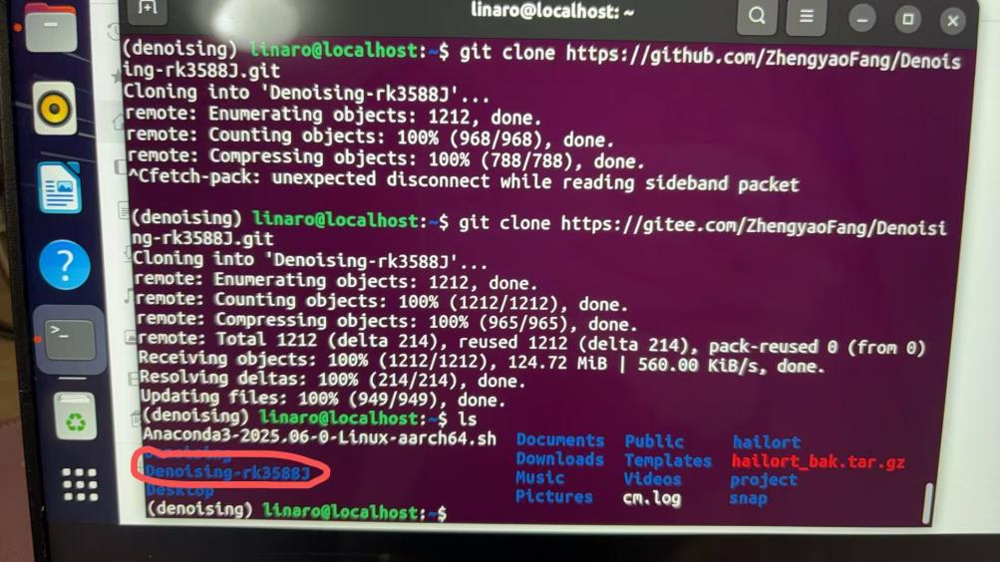 linaro@localhost: ~
(denoising) linaro@localhost:~$ git clone https://github.com/ZhengyaoFang/Denois
ing-rk3588J.git
Cloning into 'Denoising-rk3588J'...
remote: Enumerating objects: 1212, done.
remote: Counting objects: 100% (968/968), done.
remote: Compressing objects: 100% (788/788), done.
^Cfetch-pack: unexpected disconnect while reading sideband packet
(denoising) linaro@localhost:~$ git clone https://gitee.com/ZhengyaoFang/Denoisi
ng-rk3588J.git
Cloning into 'Denoising-rk3588J'...
remote: Enumerating objects: 1212, done.
remote: Counting objects: 100% (1212/1212), done.
remote: Compressing objects: 100% (965/965), done.
remote: Total 1212 (delta 214), reused 1212 (delta 214), pack-reused 0 (from 0)
Receiving objects: 100% (1212/1212), 124.72 MiB | 560.00 KiB/s, done.
Resolving deltas: 100% (214/214), done.
Updating files: 100% (949/949), done.
(denoising) linaro@localhost:~$ ls
Anaconda3-2025.06-0-Linux-aarch64.sh Documents Public hailort
Denoising Downloads Templates hailort_bak.tar.gz
Denoising-rk3588J Music Videos project
Desktop Pictures cm.log snap
(denoising) linaro@localhost:~$